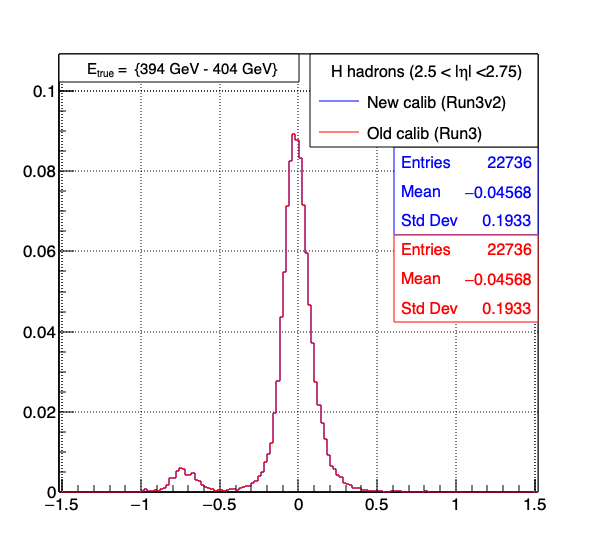 E_true = {394 GeV - 404 GeV}
H hadrons (2.5 < |η| <2.75)
New calib (Run3v2)
Old calib (Run3)
Entries 22736
Mean −0.04568
Std Dev 0.1933
Entries 22736
Mean −0.04568
Std Dev 0.1933
0.1
0.08
0.06
0.04
0.02
0
−1.5 −1 −0.5 0 0.5 1 1.5